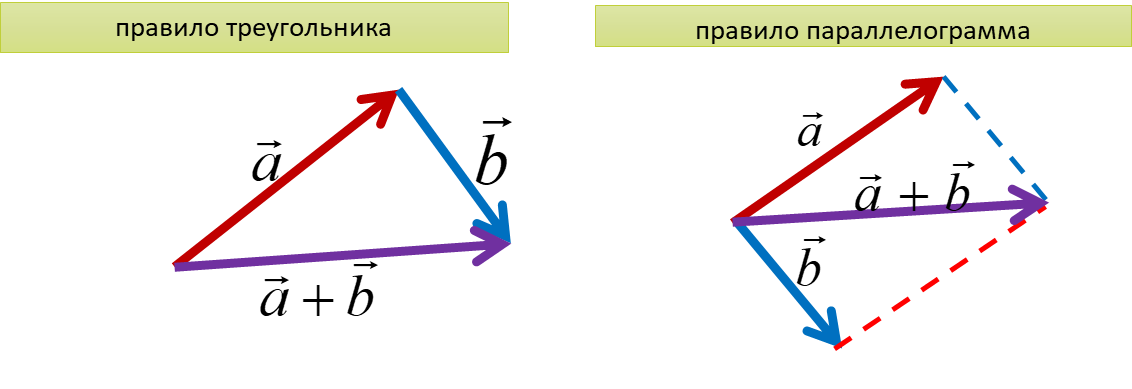 правило треугольника
правило параллелограмма
a⃗
b⃗
a⃗ + b⃗
a⃗
a⃗ + b⃗
b⃗